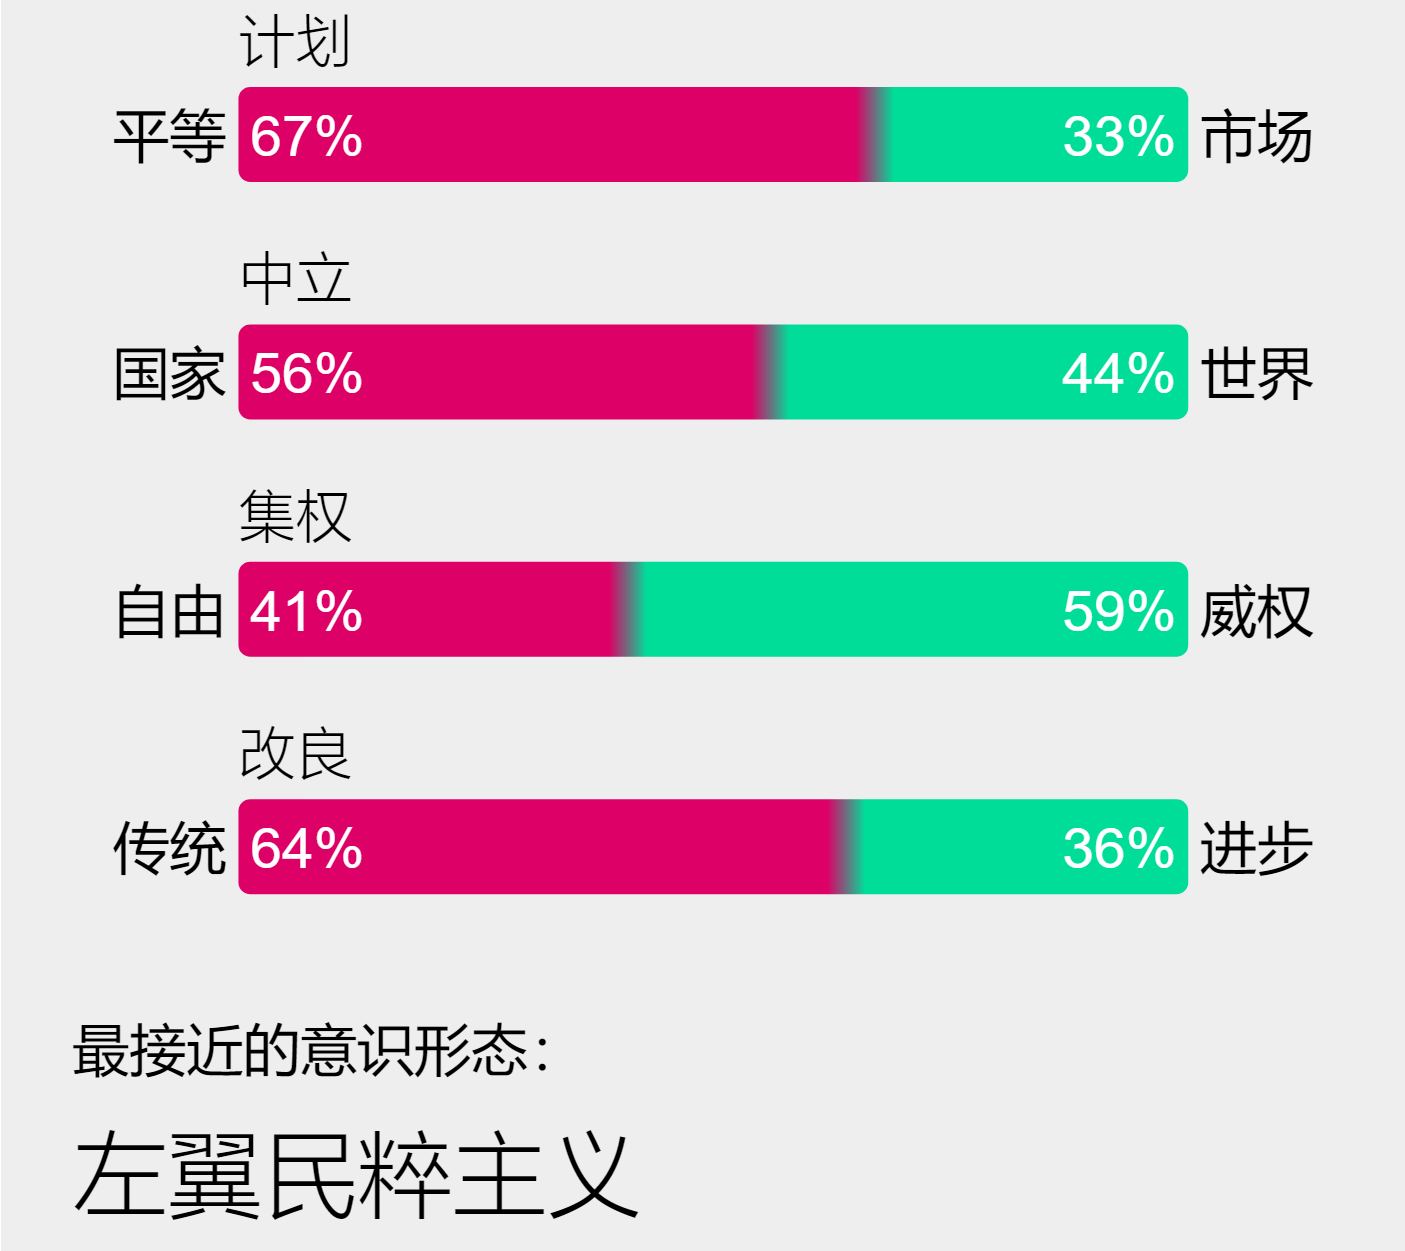 计划
平等 67% 33% 市场
中立
国家 56% 44% 世界
集权
自由 41% 59% 威权
改良
传统 64% 36% 进步
最接近的意识形态：
左翼民粹主义